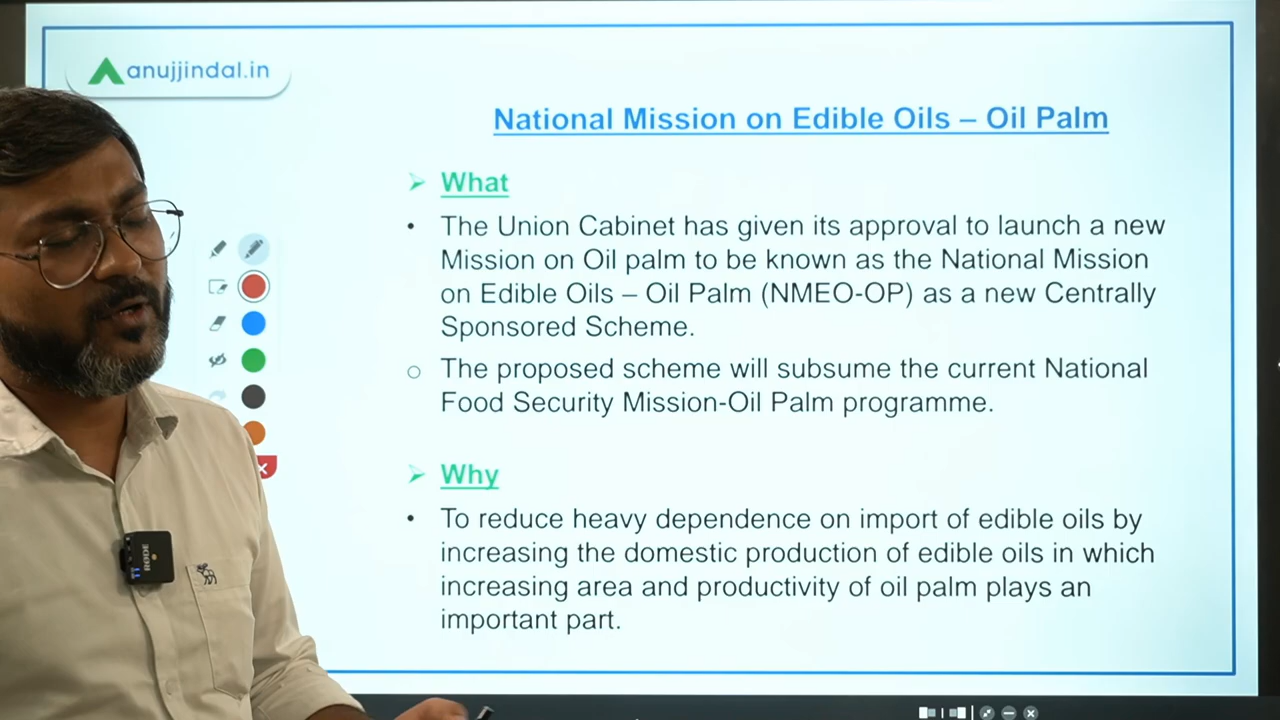 anujjindal.in
National Mission on Edible Oils – Oil Palm
➢ What
• The Union Cabinet has given its approval to launch a new
Mission on Oil palm to be known as the National Mission
on Edible Oils – Oil Palm (NMEO-OP) as a new Centrally
Sponsored Scheme.
○ The proposed scheme will subsume the current National
Food Security Mission-Oil Palm programme.
➢ Why
• To reduce heavy dependence on import of edible oils by
increasing the domestic production of edible oils in which
increasing area and productivity of oil palm plays an
important part.
RODE